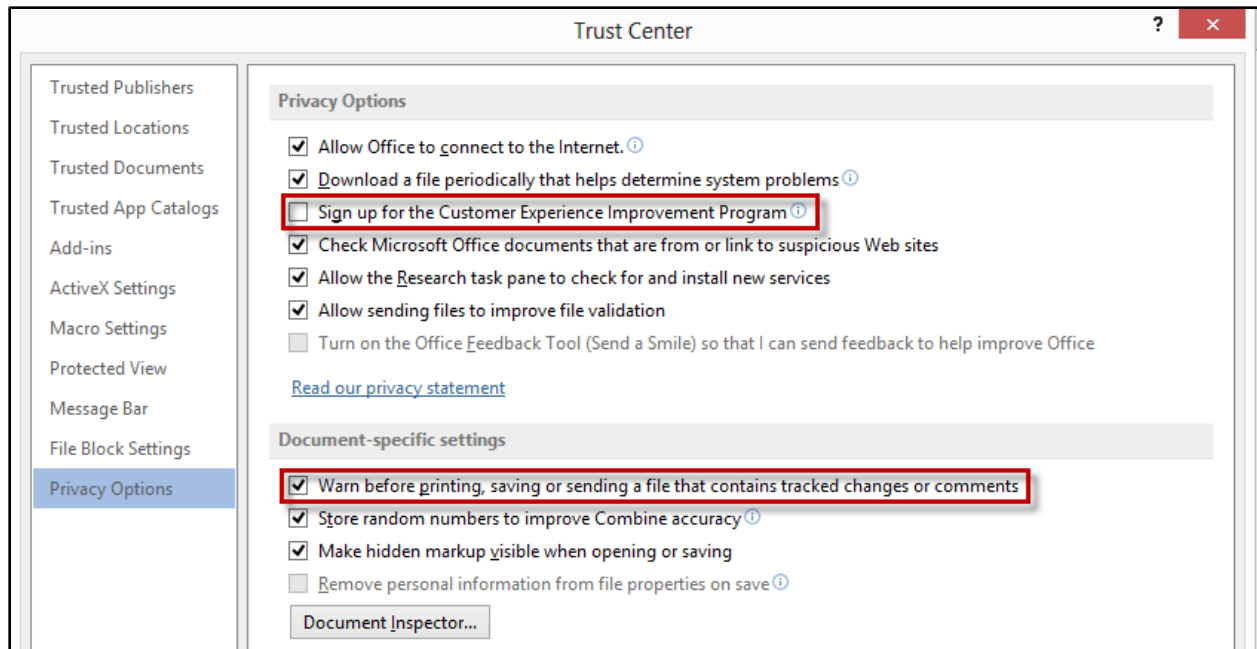 Trust Center
?
Trusted Publishers
Trusted Locations
Trusted Documents
Trusted App Catalogs
Add-ins
ActiveX Settings
Macro Settings
Protected View
Message Bar
File Block Settings
Privacy Options
Privacy Options
Allow Office to connect to the Internet.
Download a file periodically that helps determine system problems
Sign up for the Customer Experience Improvement Program
Check Microsoft Office documents that are from or link to suspicious Web sites
Allow the Research task pane to check for and install new services
Allow sending files to improve file validation
Turn on the Office Feedback Tool (Send a Smile) so that I can send feedback to help improve Office
Read our privacy statement
Document-specific settings
Warn before printing, saving or sending a file that contains tracked changes or comments
Store random numbers to improve Combine accuracy
Make hidden markup visible when opening or saving
Remove personal information from file properties on save
Document Inspector...